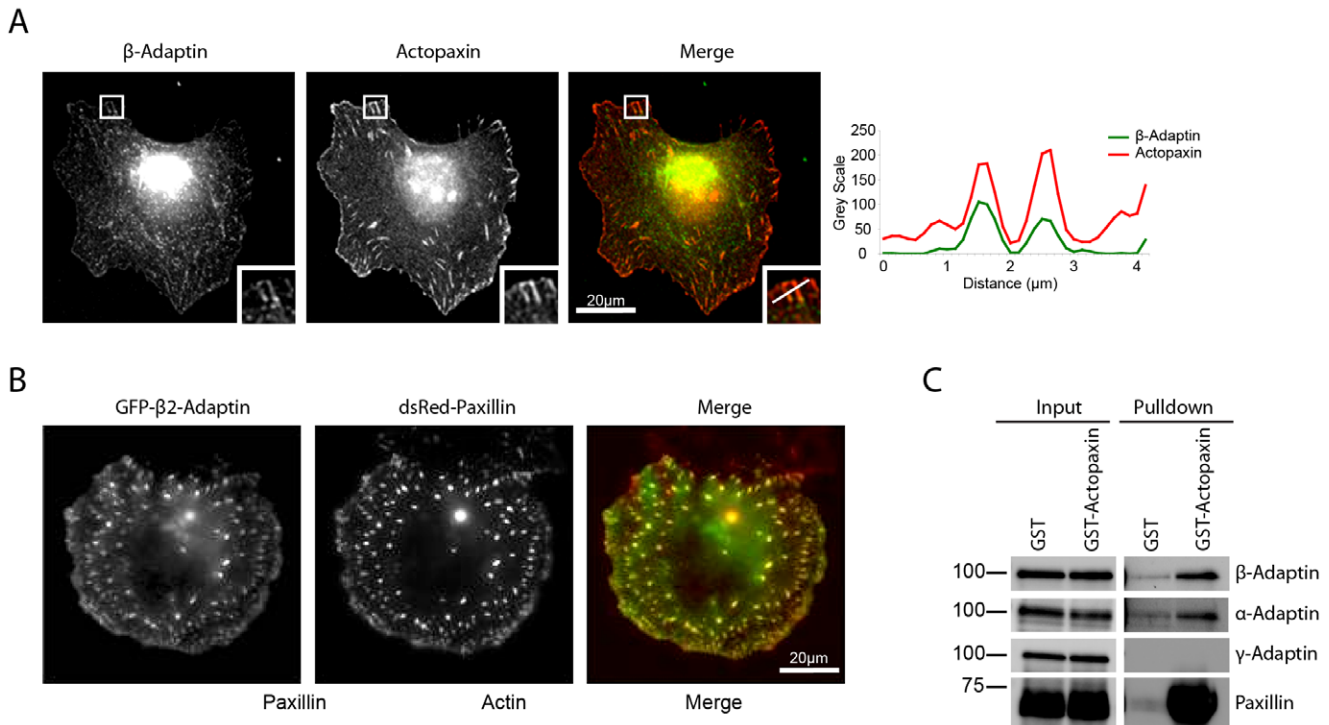 A
β-Adaptin Actopaxin Merge
20μm
β-Adaptin
Actopaxin
Grey Scale
250
200
150
100
50
0
0 1 2 3 4
Distance (μm)
B
GFP-β2-Adaptin dsRed-Paxillin Merge
20μm
Paxillin Actin Merge
C
Input Pulldown
GST GST-Actopaxin GST GST-Actopaxin
100 β-Adaptin
100 α-Adaptin
100 γ-Adaptin
75 Paxillin